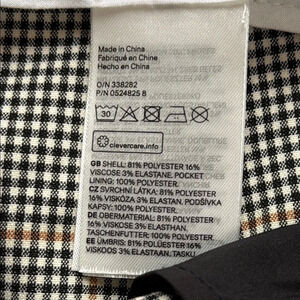 Made in China
Fabriqué en Chine
Hecho en China
O/N 338282
P/N 0524825 8
30
clevercare.info
GB SHELL: 81% POLYESTER 16%
VISCOSE 3% ELASTANE. POCKET
LINING: 100% POLYESTER.
CZ SVRCHNÍ LÁTKA: 81% POLYESTER
16% VISKÓZA 3% ELASTAN. PODŠÍVKA
KAPSY: 100% POLYESTER.
DE OBERMATERIAL: 81% POLYESTER
16% VISKOSE 3% ELASTHAN.
TASCHENFUTTER: 100% POLYESTER.
EE ÜMBRIS: 81% POLÜESTER 16%
VISKOOS 3% ELASTAAN. TASKU